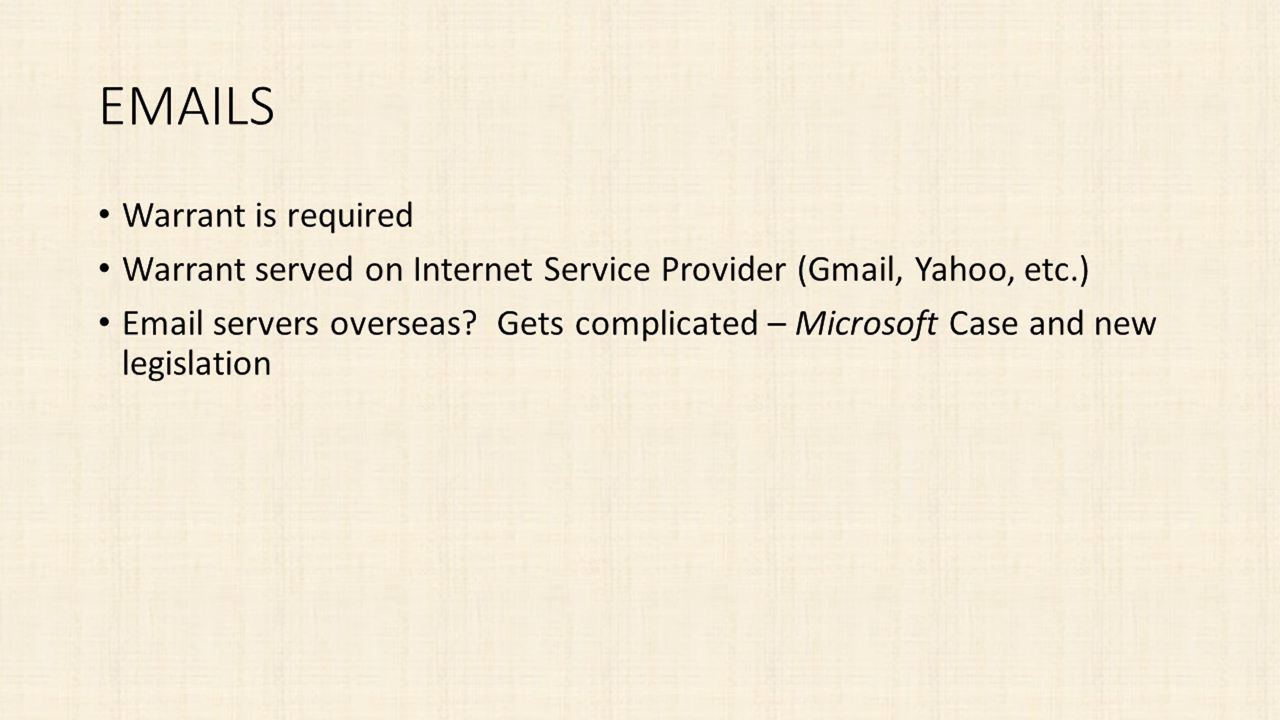 EMAILS
• Warrant is required
• Warrant served on Internet Service Provider (Gmail, Yahoo, etc.)
• Email servers overseas?  Gets complicated – Microsoft Case and new
legislation